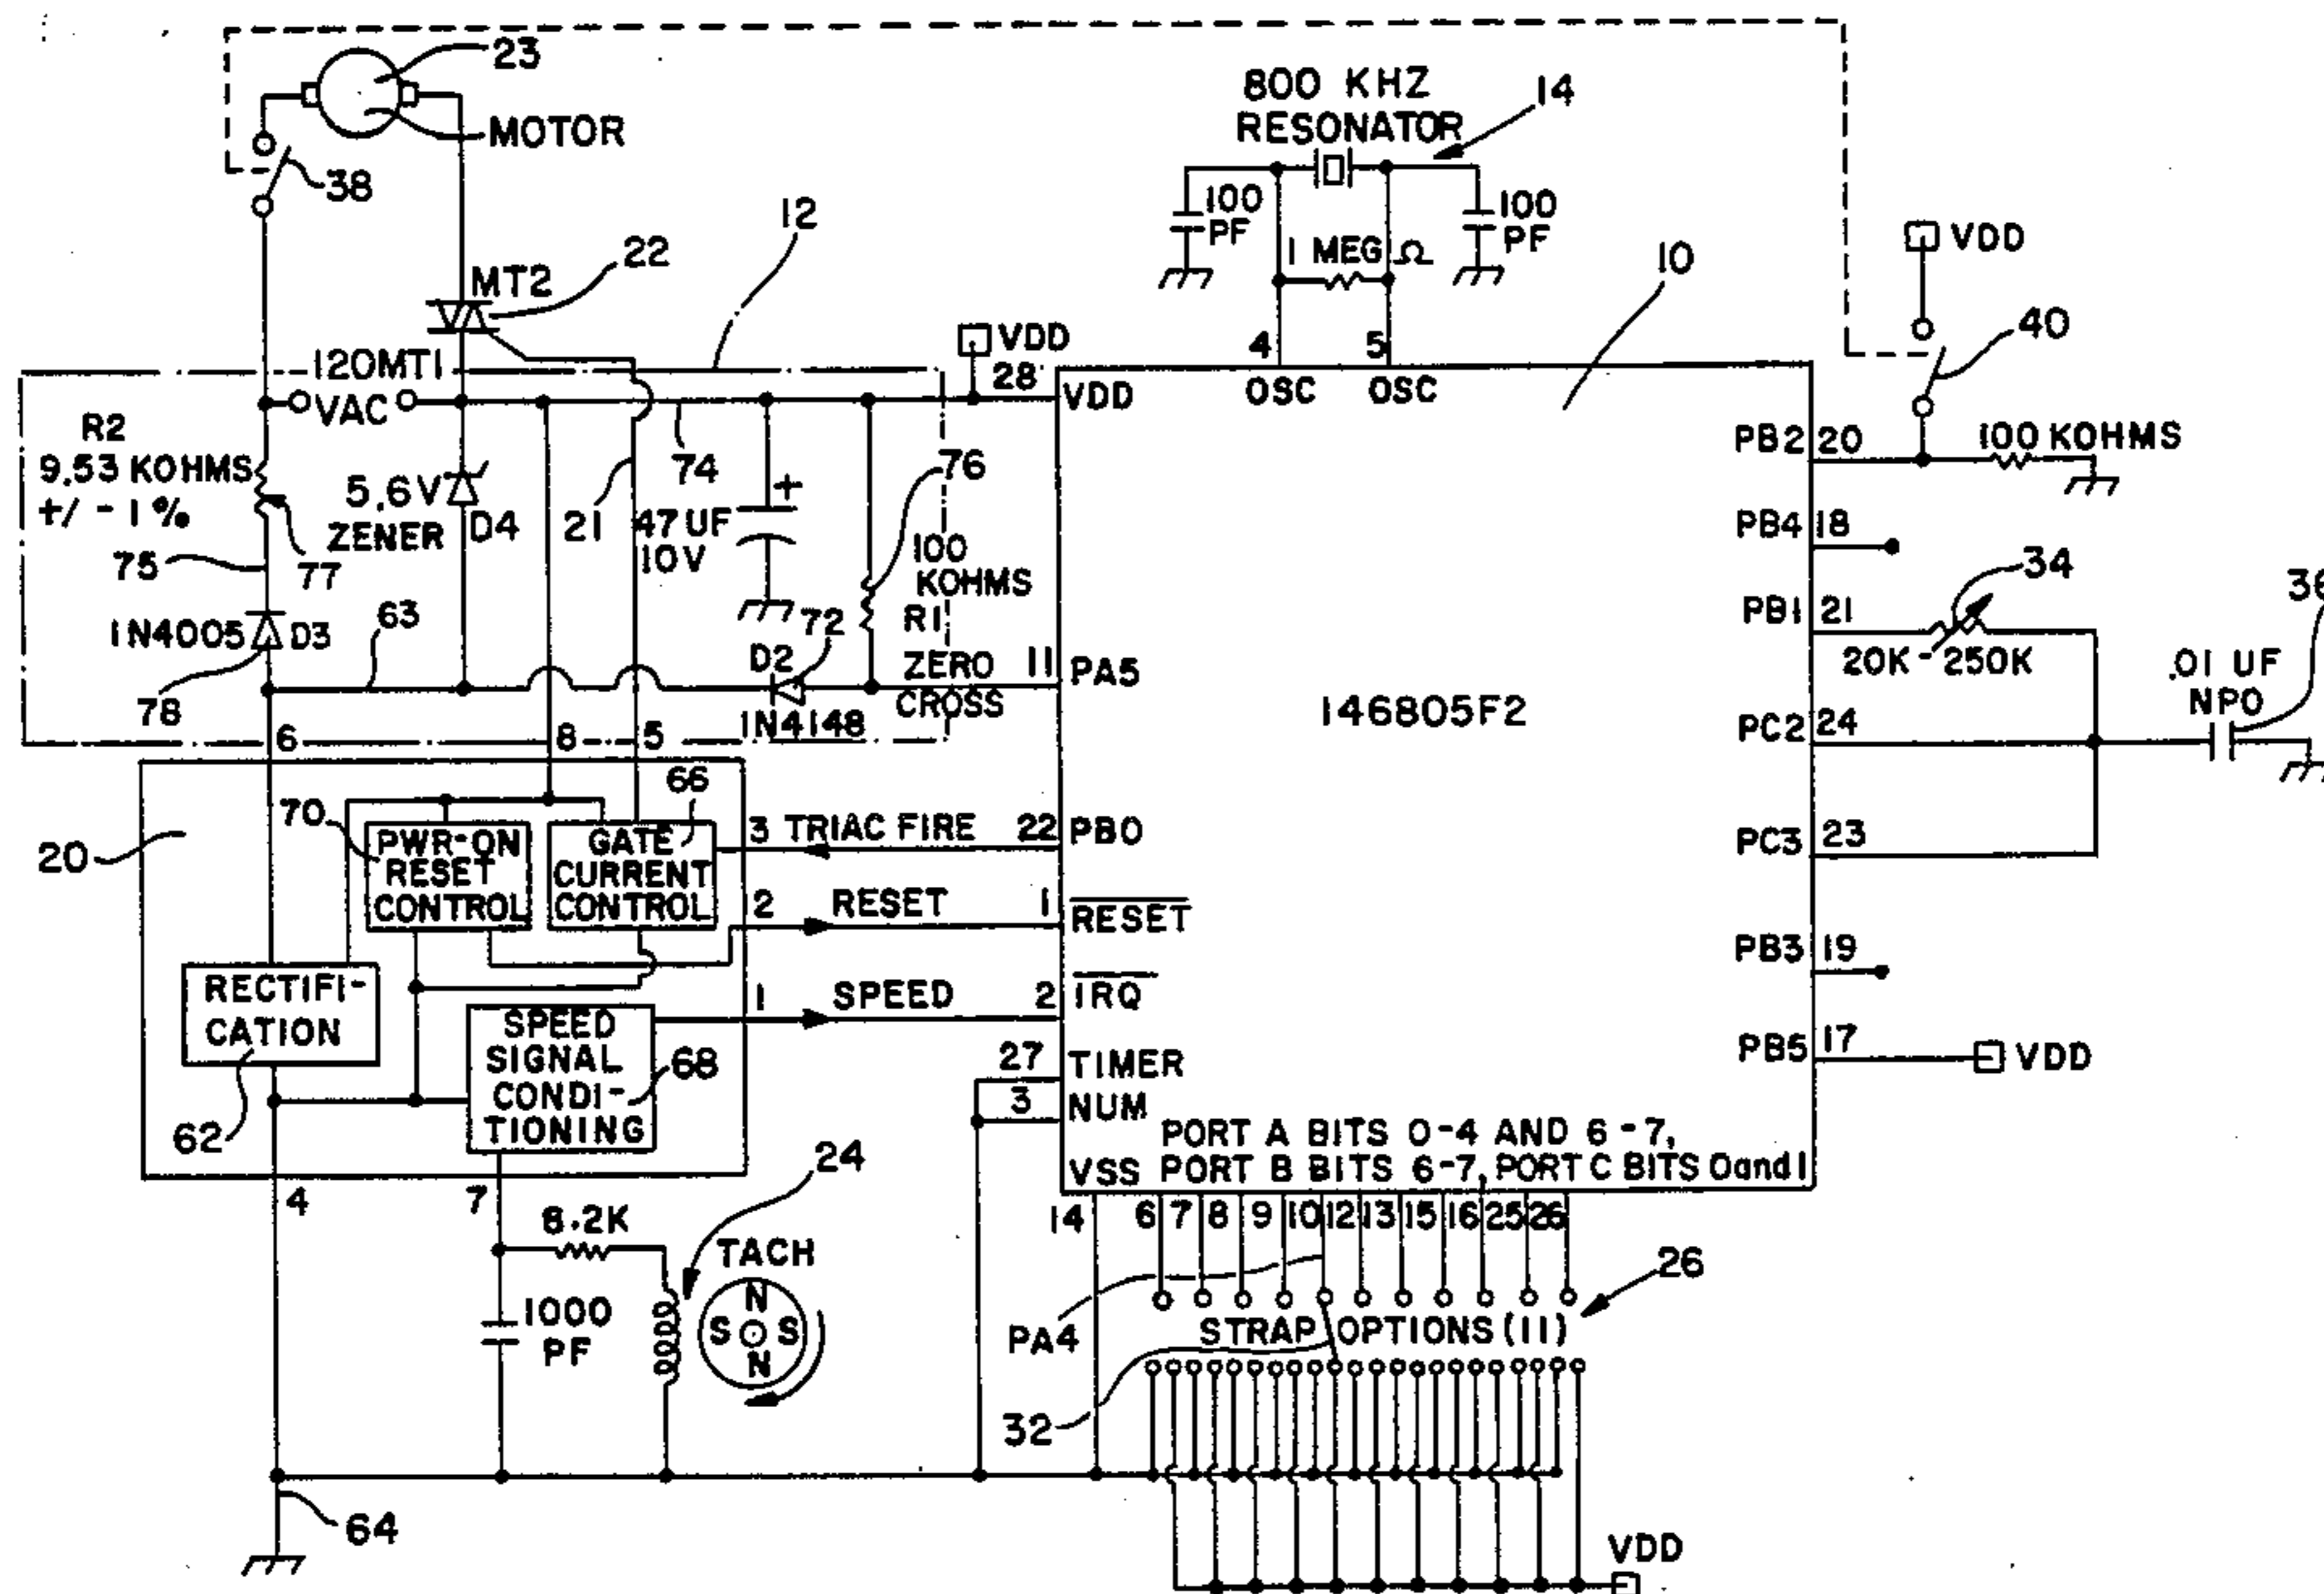 23
MOTOR
38
12
MT2
22
800 KHZ
RESONATOR
14
100
PF
1 MEG Ω
100
PF
10
VDD
40
120MT1
VAC
VDD
28
VDD
4
5
OSC
OSC
R2
9.53 KOHMS
+/- 1%
77
75
5.6V
ZENER
D4
21
74
47UF
10V
+
76
100
KOHMS
R1
1N4005
D3
78
63
D2
72
1N4148
ZERO
CROSS
11
PA5
146805F2
PB2
20
100 KOHMS
PB4
18
PB1
21
34
20K-250K
.01 UF
NPO
PC2
24
PC3
23
PB3
19
PB5
17
VDD
6
8
5
20
70
66
PWR-ON
RESET
CONTROL
GATE
CURRENT
CONTROL
3
TRIAC FIRE
22
PB0
2
RESET
1
RESET
1
SPEED
2
IRQ
RECTIFI-
CATION
62
SPEED
SIGNAL
CONDI-
TIONING
68
27
TIMER
3
NUM
VSS
PORT A BITS 0-4 AND 6-7,
PORT B BITS 6-7, PORT C BITS 0and1
4
7
24
TACH
1000
PF
N
S
S
N
14
6
7
8
9
10
12
13
15
16
25
26
PA4
26
STRAP OPTIONS (11)
32
64
VDD